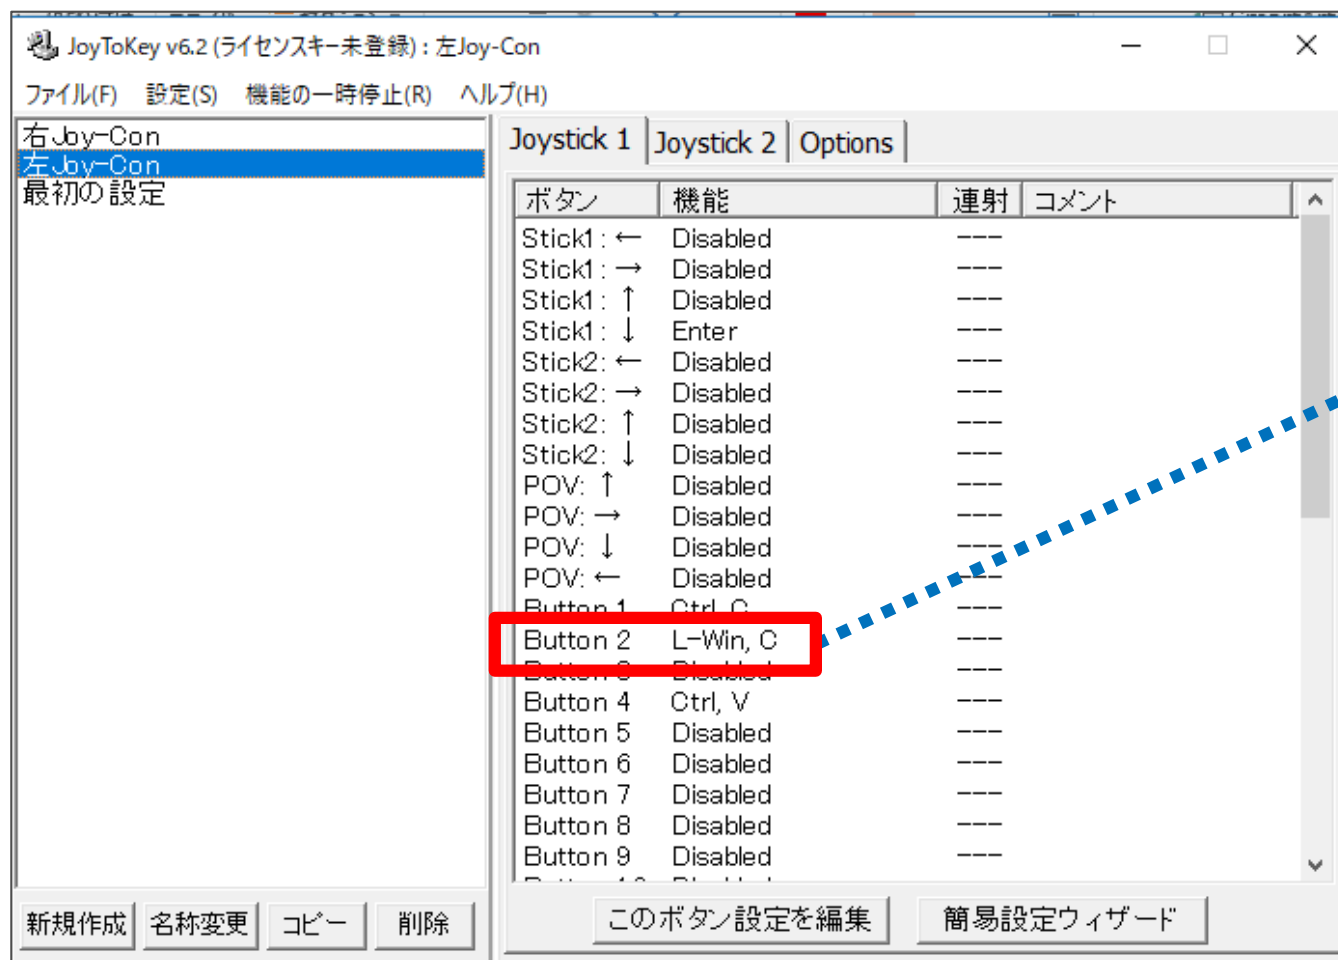 JoyToKey v6.2 (ライセンスキー未登録) : 左Joy-Con
ファイル(F) 設定(S) 機能の一時停止(R) ヘルプ(H)
右Joy-Con
左Joy-Con
最初の設定
Joystick 1 Joystick 2 Options
ボタン 機能 連射 コメント
Stick1: ← Disabled ---
Stick1: → Disabled ---
Stick1: ↑ Disabled ---
Stick1: ↓ Enter ---
Stick2: ← Disabled ---
Stick2: → Disabled ---
Stick2: ↑ Disabled ---
Stick2: ↓ Disabled ---
POV: ↑ Disabled ---
POV: → Disabled ---
POV: ↓ Disabled ---
POV: ← Disabled ---
Button 1 Ctrl, C ---
Button 2 L-Win, C ---
Button 3 Disabled ---
Button 4 Ctrl, V ---
Button 5 Disabled ---
Button 6 Disabled ---
Button 7 Disabled ---
Button 8 Disabled ---
Button 9 Disabled ---
新規作成 名称変更 コピー 削除
このボタン設定を編集 簡易設定ウィザード